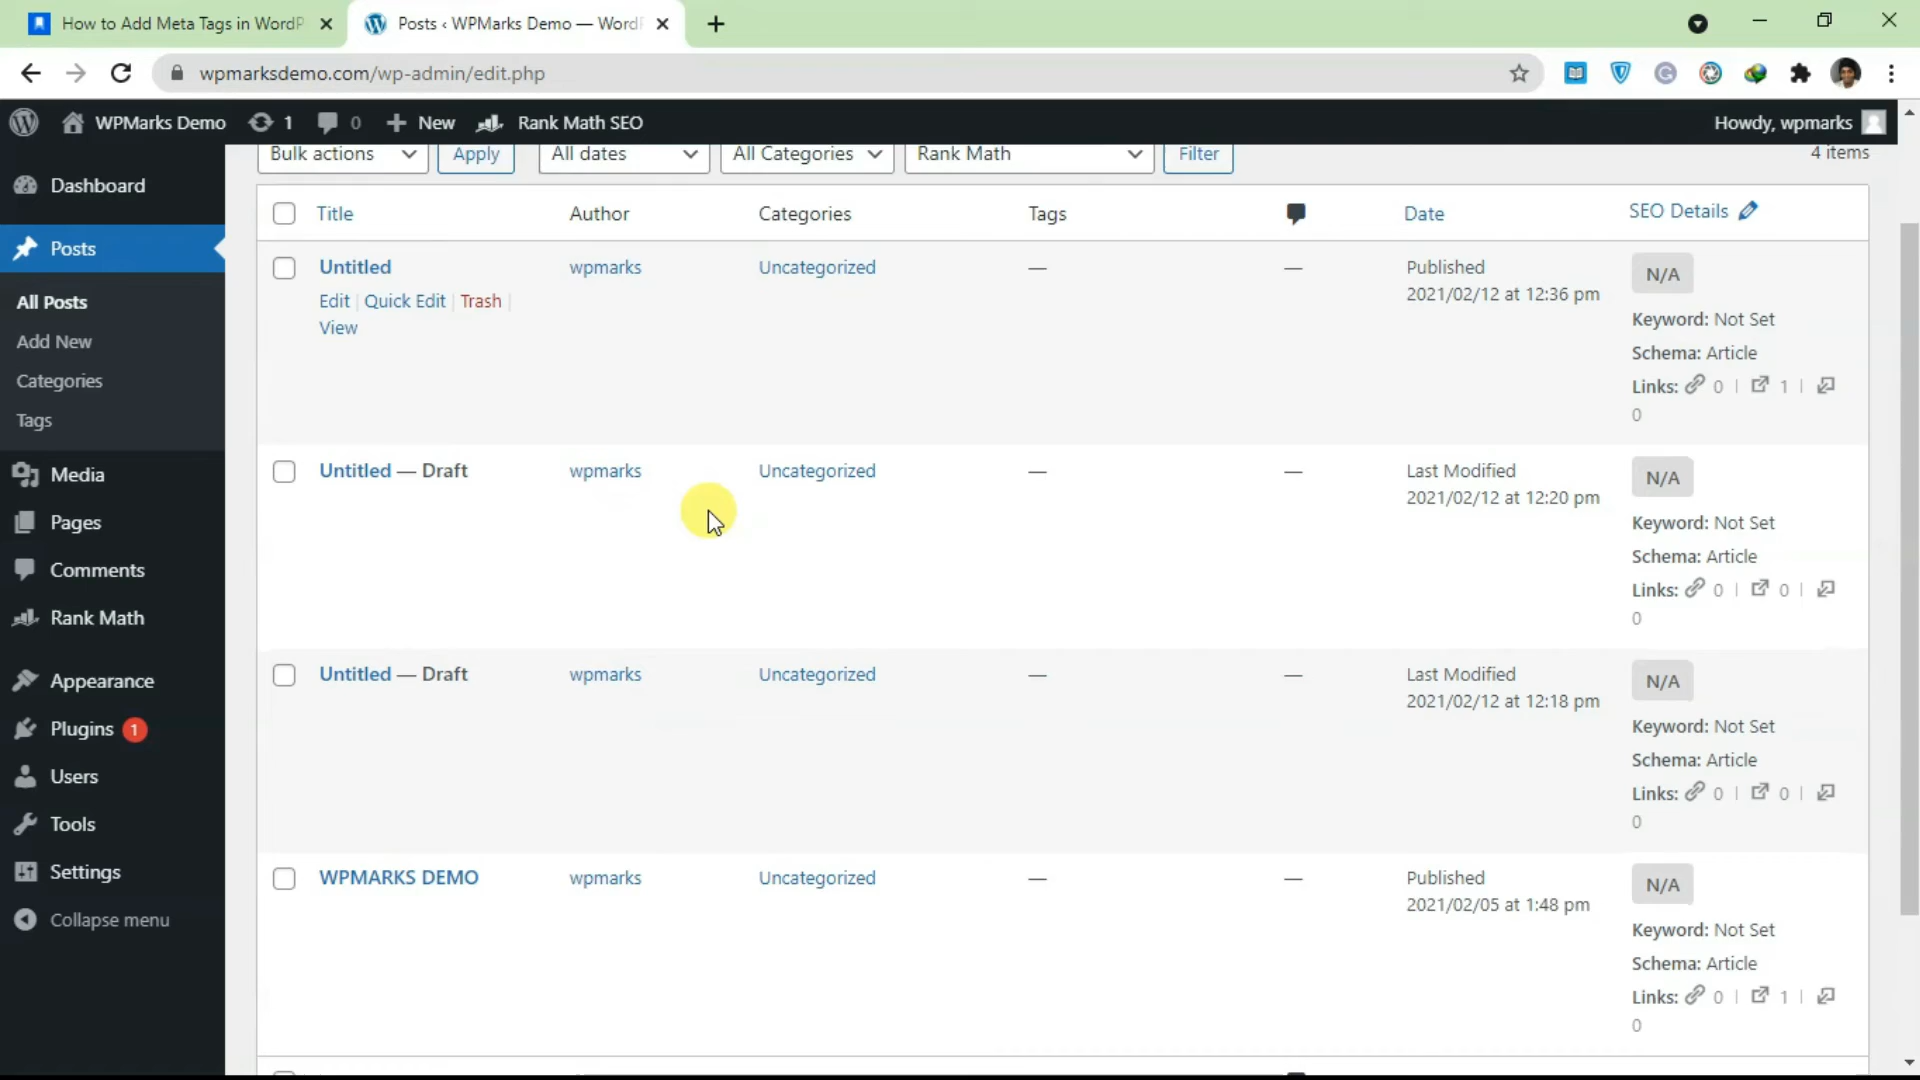 How to Add Meta Tags in WordP
Posts ‹ WPMarks Demo — WordP
wpmarksdemo.com/wp-admin/edit.php
WPMarks Demo 1 0 New Rank Math SEO Howdy, wpmarks
Bulk actions Apply All dates All Categories Rank Math Filter 4 items
Dashboard
Posts
All Posts
Add New
Categories
Tags
Media
Pages
Comments
Rank Math
Appearance
Plugins 1
Users
Tools
Settings
Collapse menu
Title Author Categories Tags Date SEO Details
Untitled wpmarks Uncategorized — — Published N/A
2021/02/12 at 12:36 pm
Edit | Quick Edit | Trash |
View
Keyword: Not Set
Schema: Article
Links: 0 | 1 |
0
Untitled — Draft wpmarks Uncategorized — — Last Modified N/A
2021/02/12 at 12:20 pm
Keyword: Not Set
Schema: Article
Links: 0 | 0 |
0
Untitled — Draft wpmarks Uncategorized — — Last Modified N/A
2021/02/12 at 12:18 pm
Keyword: Not Set
Schema: Article
Links: 0 | 0 |
0
WPMARKS DEMO wpmarks Uncategorized — — Published N/A
2021/02/05 at 1:48 pm
Keyword: Not Set
Schema: Article
Links: 0 | 1 |
0